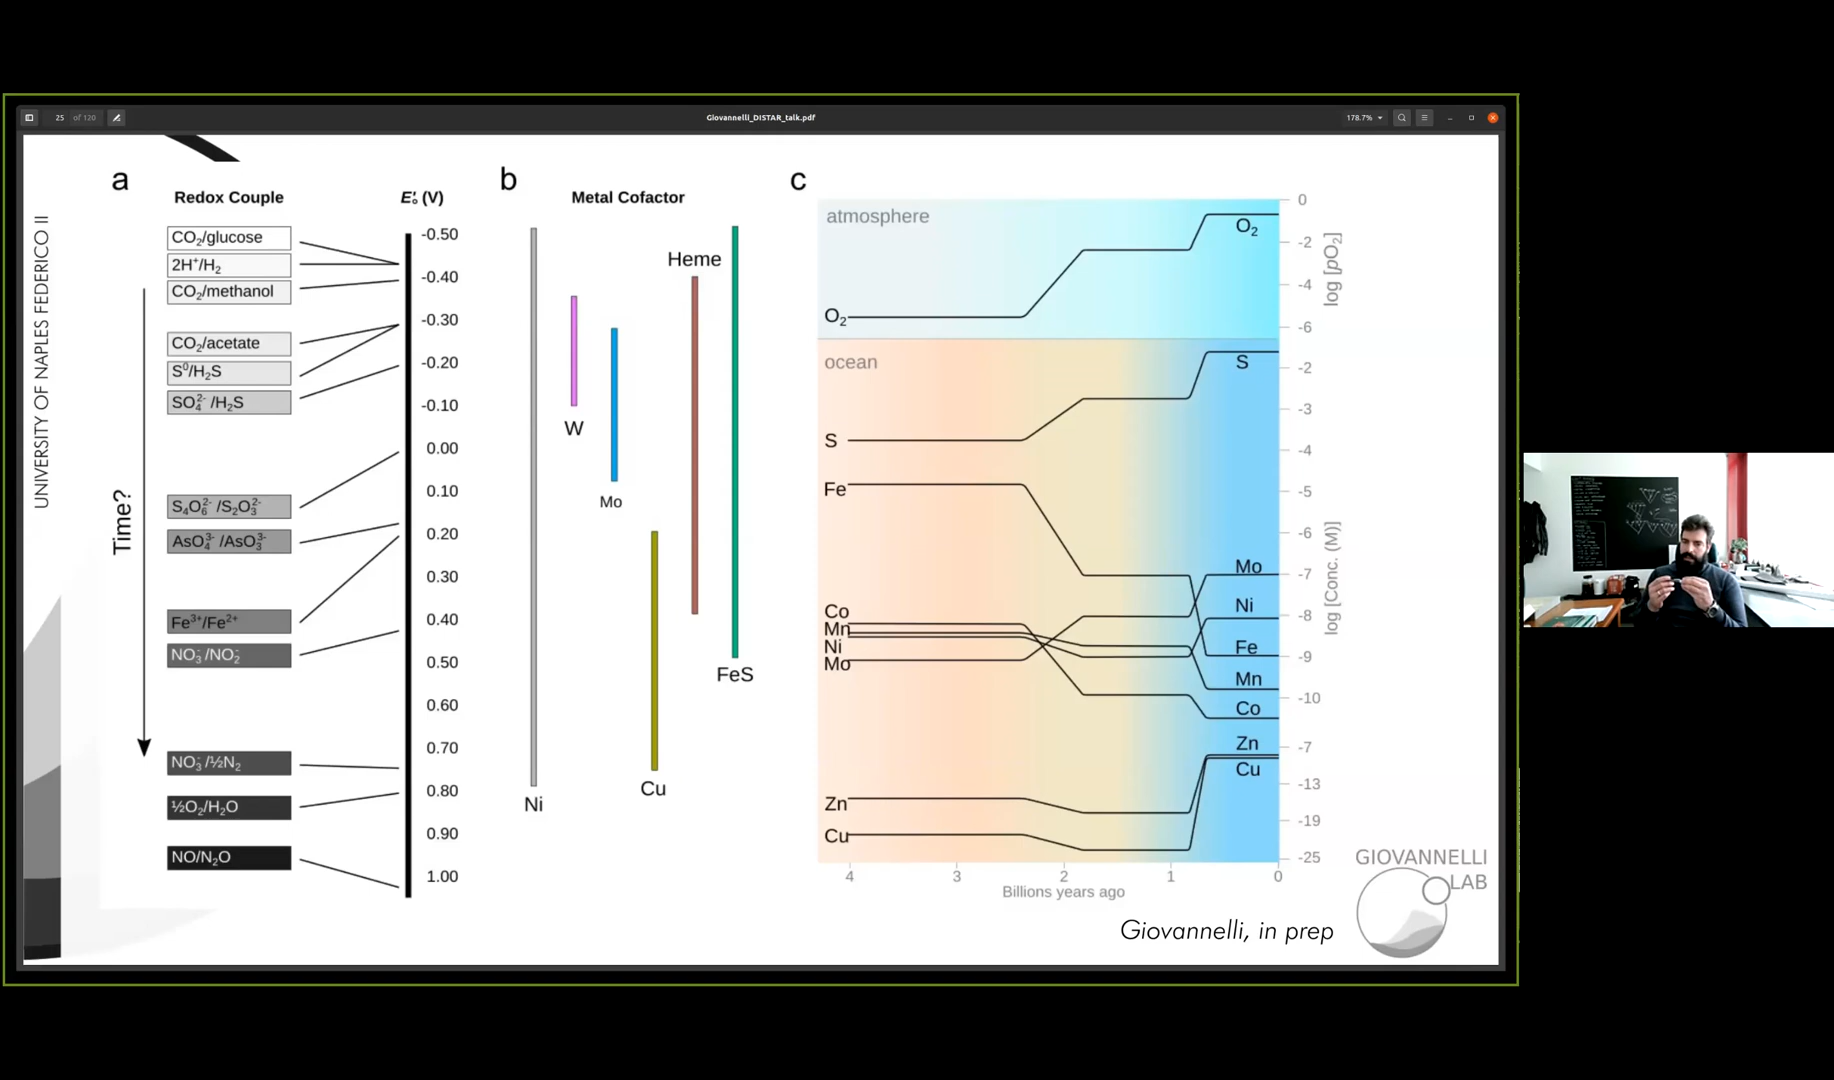 25 of 120
Giovannelli_DISTAR_talk.pdf
178.7%
UNIVERSITY OF NAPLES FEDERICO II
a
Redox Couple
E°' (V)
CO₂/glucose
2H⁺/H₂
CO₂/methanol
CO₂/acetate
S⁰/H₂S
SO₄²⁻ /H₂S
S₄O₆²⁻ /S₂O₃²⁻
AsO₄³⁻ /AsO₃³⁻
Fe³⁺/Fe²⁺
NO₃⁻/NO₂⁻
NO₃⁻/½N₂
½O₂/H₂O
NO/N₂O
Time?
-0.50
-0.40
-0.30
-0.20
-0.10
0.00
0.10
0.20
0.30
0.40
0.50
0.60
0.70
0.80
0.90
1.00
b
Metal Cofactor
Heme
W
Mo
FeS
Cu
Ni
c
atmosphere
O₂
O₂
0
-2
-4
-6
log [pO₂]
ocean
S
Fe
Co
Mn
Ni
Mo
Zn
Cu
S
Mo
Ni
Fe
Mn
Co
Zn
Cu
-2
-3
-4
-5
-6
-7
-8
-9
-10
-7
-13
-19
-25
log [Conc. (M)]
4 3 2 1 0
Billions years ago
Giovannelli, in prep
GIOVANNELLI
LAB